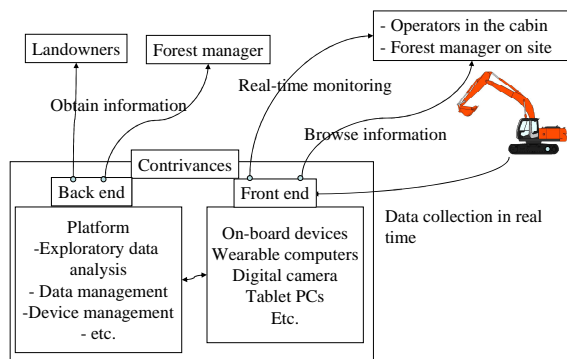 Landowners
Forest manager
- Operators in the cabin
- Forest manager on site
Obtain information
Real-time monitoring
Browse information
Contrivances
Back end
Front end
Data collection in real
time
Platform
-Exploratory data
analysis
- Data management
-Device management
- etc.
On-board devices
Wearable computers
Digital camera
Tablet PCs
Etc.